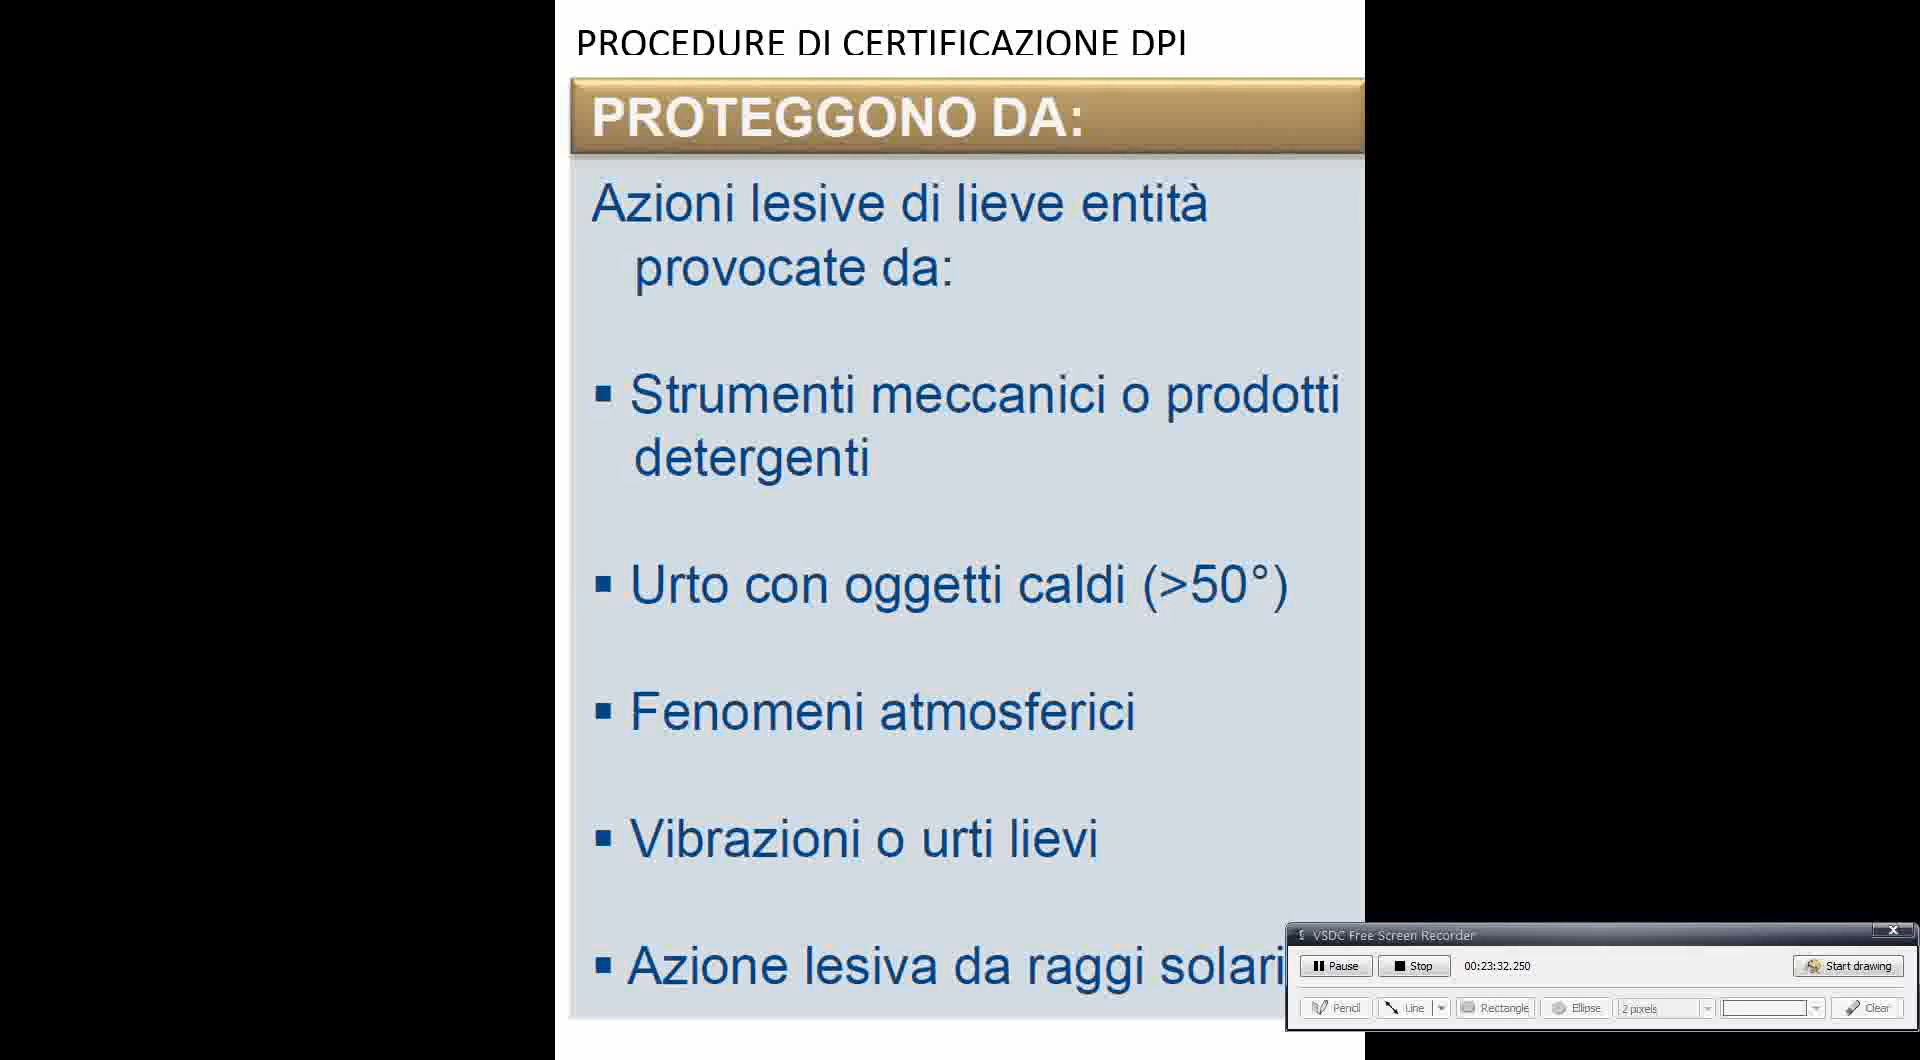 PROCEDURE DI CERTIFICAZIONE DPI
PROTEGGONO DA:
Azioni lesive di lieve entità
provocate da:
▪ Strumenti meccanici o prodotti
detergenti
▪ Urto con oggetti caldi (>50°)
▪ Fenomeni atmosferici
▪ Vibrazioni o urti lievi
▪ Azione lesiva da raggi solari
VSDC Free Screen Recorder
Pause Stop 00:23:32.250 Start drawing
Pencil Line Rectangle Ellipse 2 pixels Clear